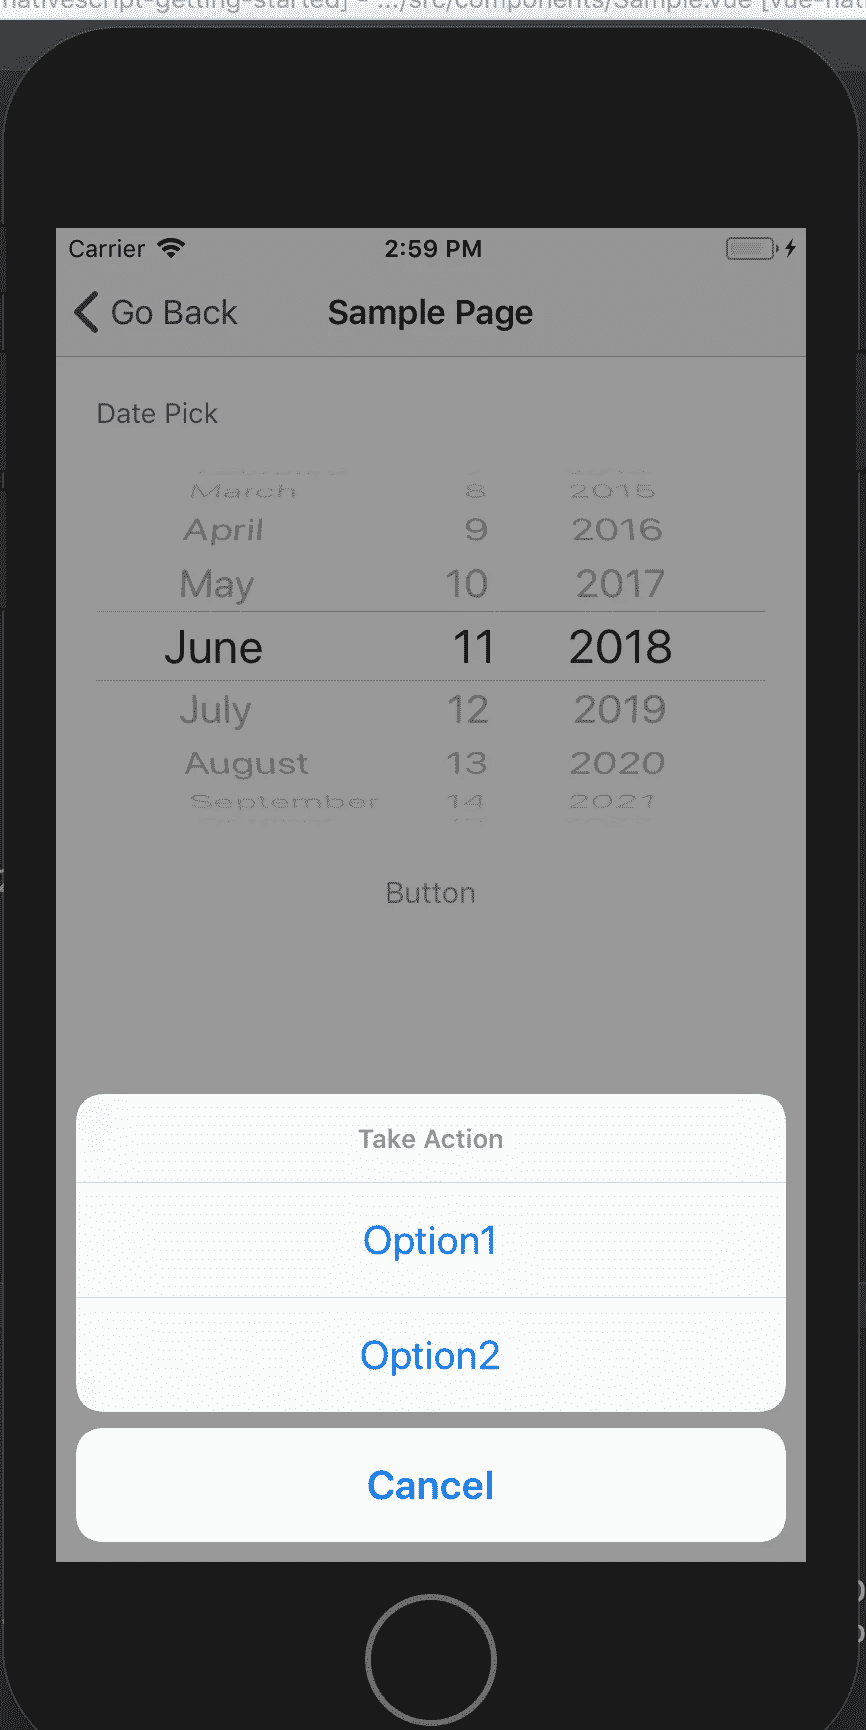 nativescript-getting-started] - .../src/components/Sample.vue [vue-nati
Carrier 2:59 PM
Go Back Sample Page
Date Pick
March 8 2015
April 9 2016
May 10 2017
June 11 2018
July 12 2019
August 13 2020
September 14 2021
Button
Take Action
Option1
Option2
Cancel